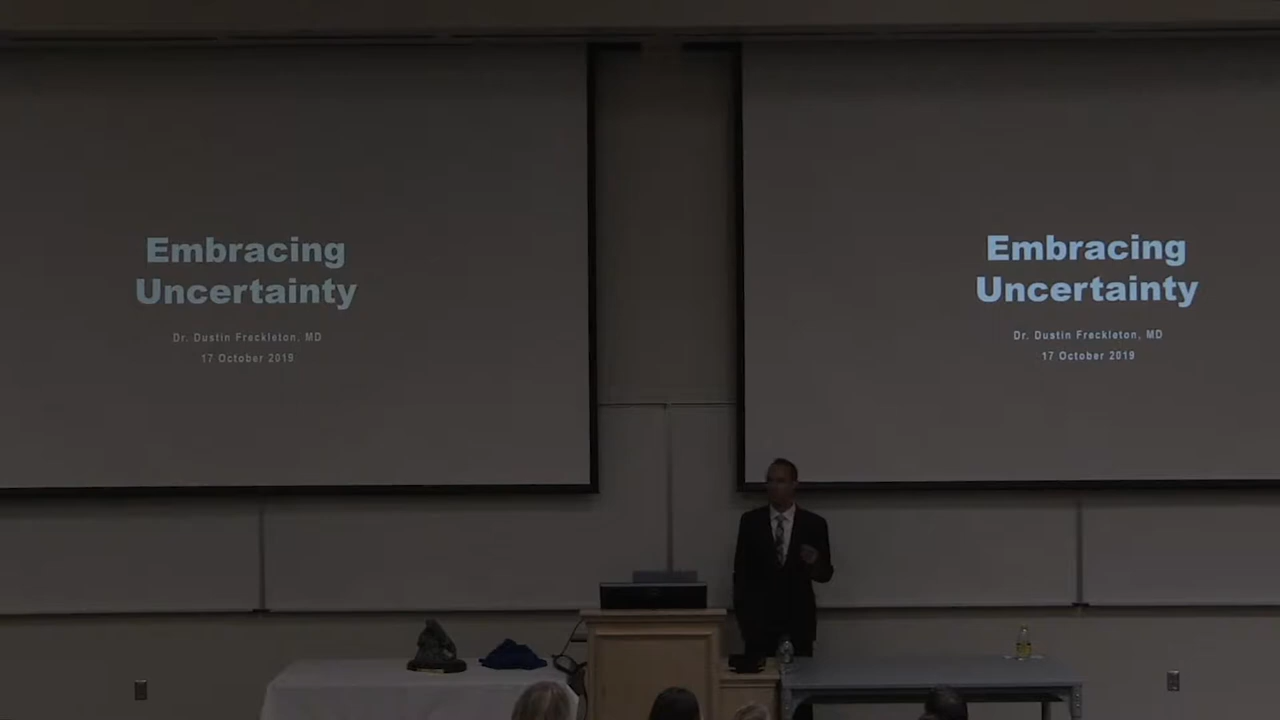 Embracing
Uncertainty
Dr. Dustin Freckleton, MD
17 October 2019
Embracing
Uncertainty
Dr. Dustin Freckleton, MD
17 October 2019